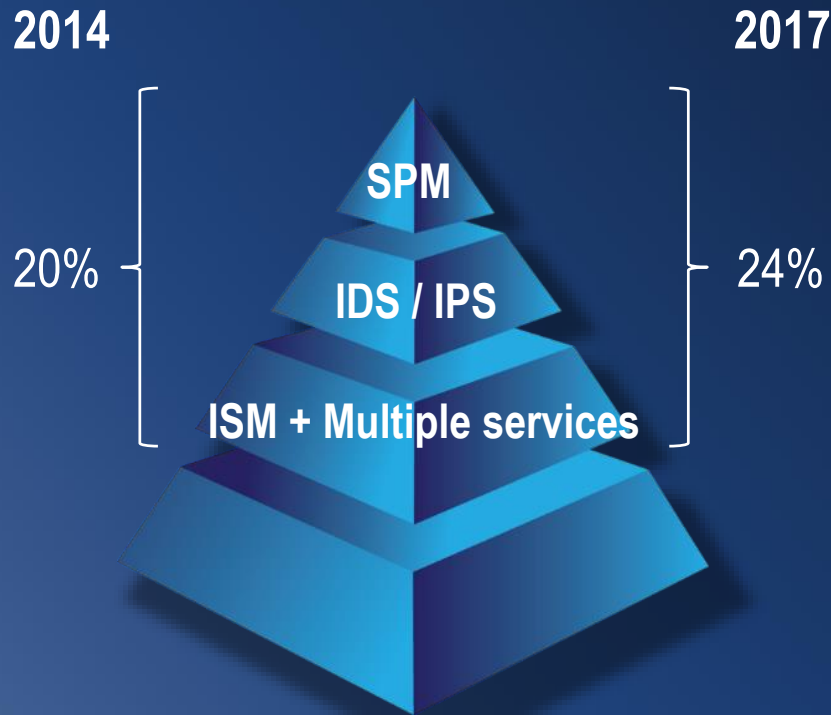 2014
2017
SPM
20%
24%
IDS / IPS
ISM + Multiple services